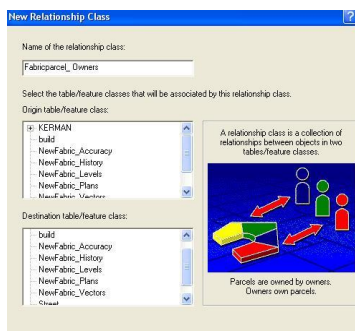 New Relationship Class
Name of the relationship class:
Fabricparcel_ Owners
Select the table/feature classes that will be associated by this relationship class.
Origin table/feature class:
KERMAN
build
NewFabric_Accuracy
NewFabric_History
NewFabric_Levels
NewFabric_Plans
NewFabric_Vectors
A relationship class is a collection of
relationships between objects in two
tables/feature classes.
Destination table/feature class:
build
NewFabric_Accuracy
NewFabric_History
NewFabric_Levels
NewFabric_Plans
NewFabric_Vectors
Street
Parcels are owned by owners.
Owners own parcels.